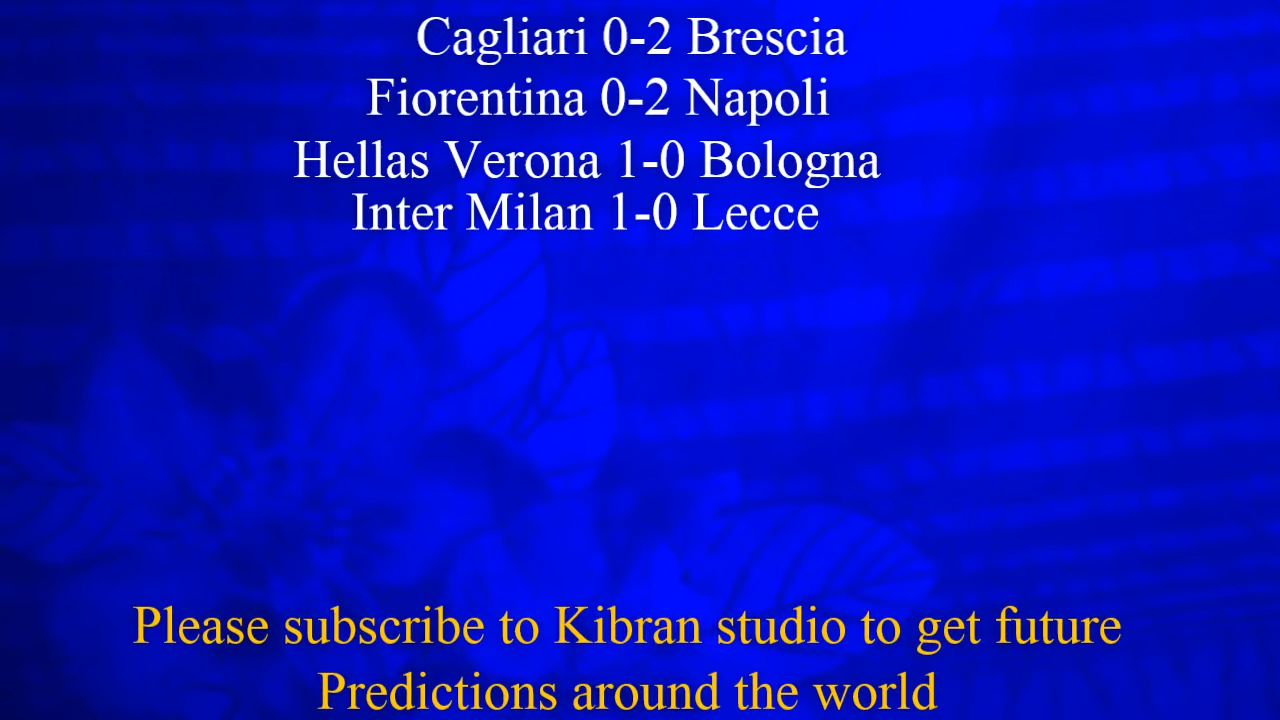 Cagliari 0-2 Brescia
Fiorentina 0-2 Napoli
Hellas Verona 1-0 Bologna
Inter Milan 1-0 Lecce
Please subscribe to Kibran studio to get future
Predictions around the world